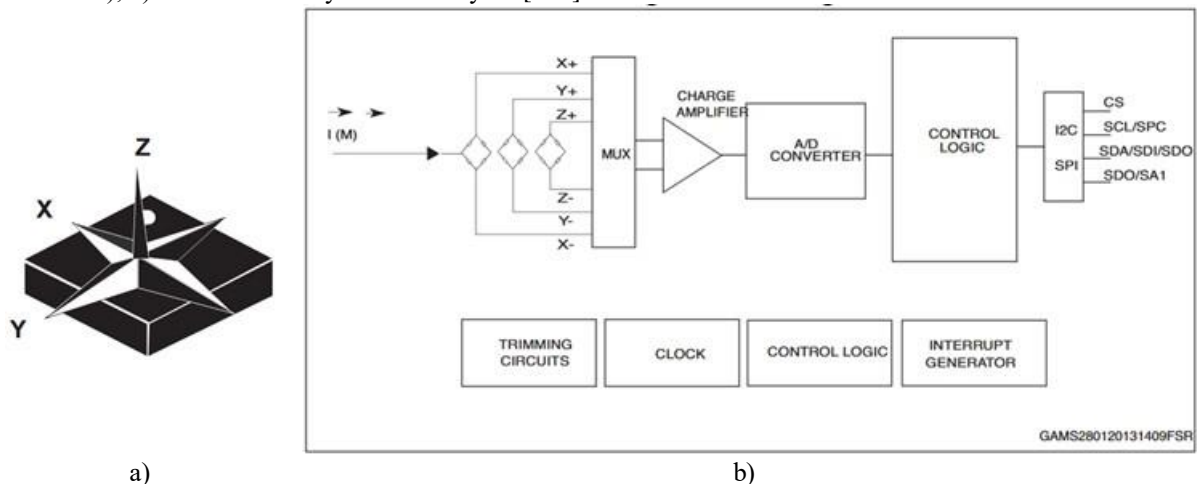 Z
X
Y
a)
X+
Y+
Z+
I (M)
Z-
Y-
X-
MUX
CHARGE
AMPLIFIER
A/D
CONVERTER
CONTROL
LOGIC
I2C
SPI
CS
SCL/SPC
SDA/SDI/SDO
SDO/SA1
TRIMMING
CIRCUITS
CLOCK
CONTROL LOGIC
INTERRUPT
GENERATOR
GAMS280120131409FSR
b)